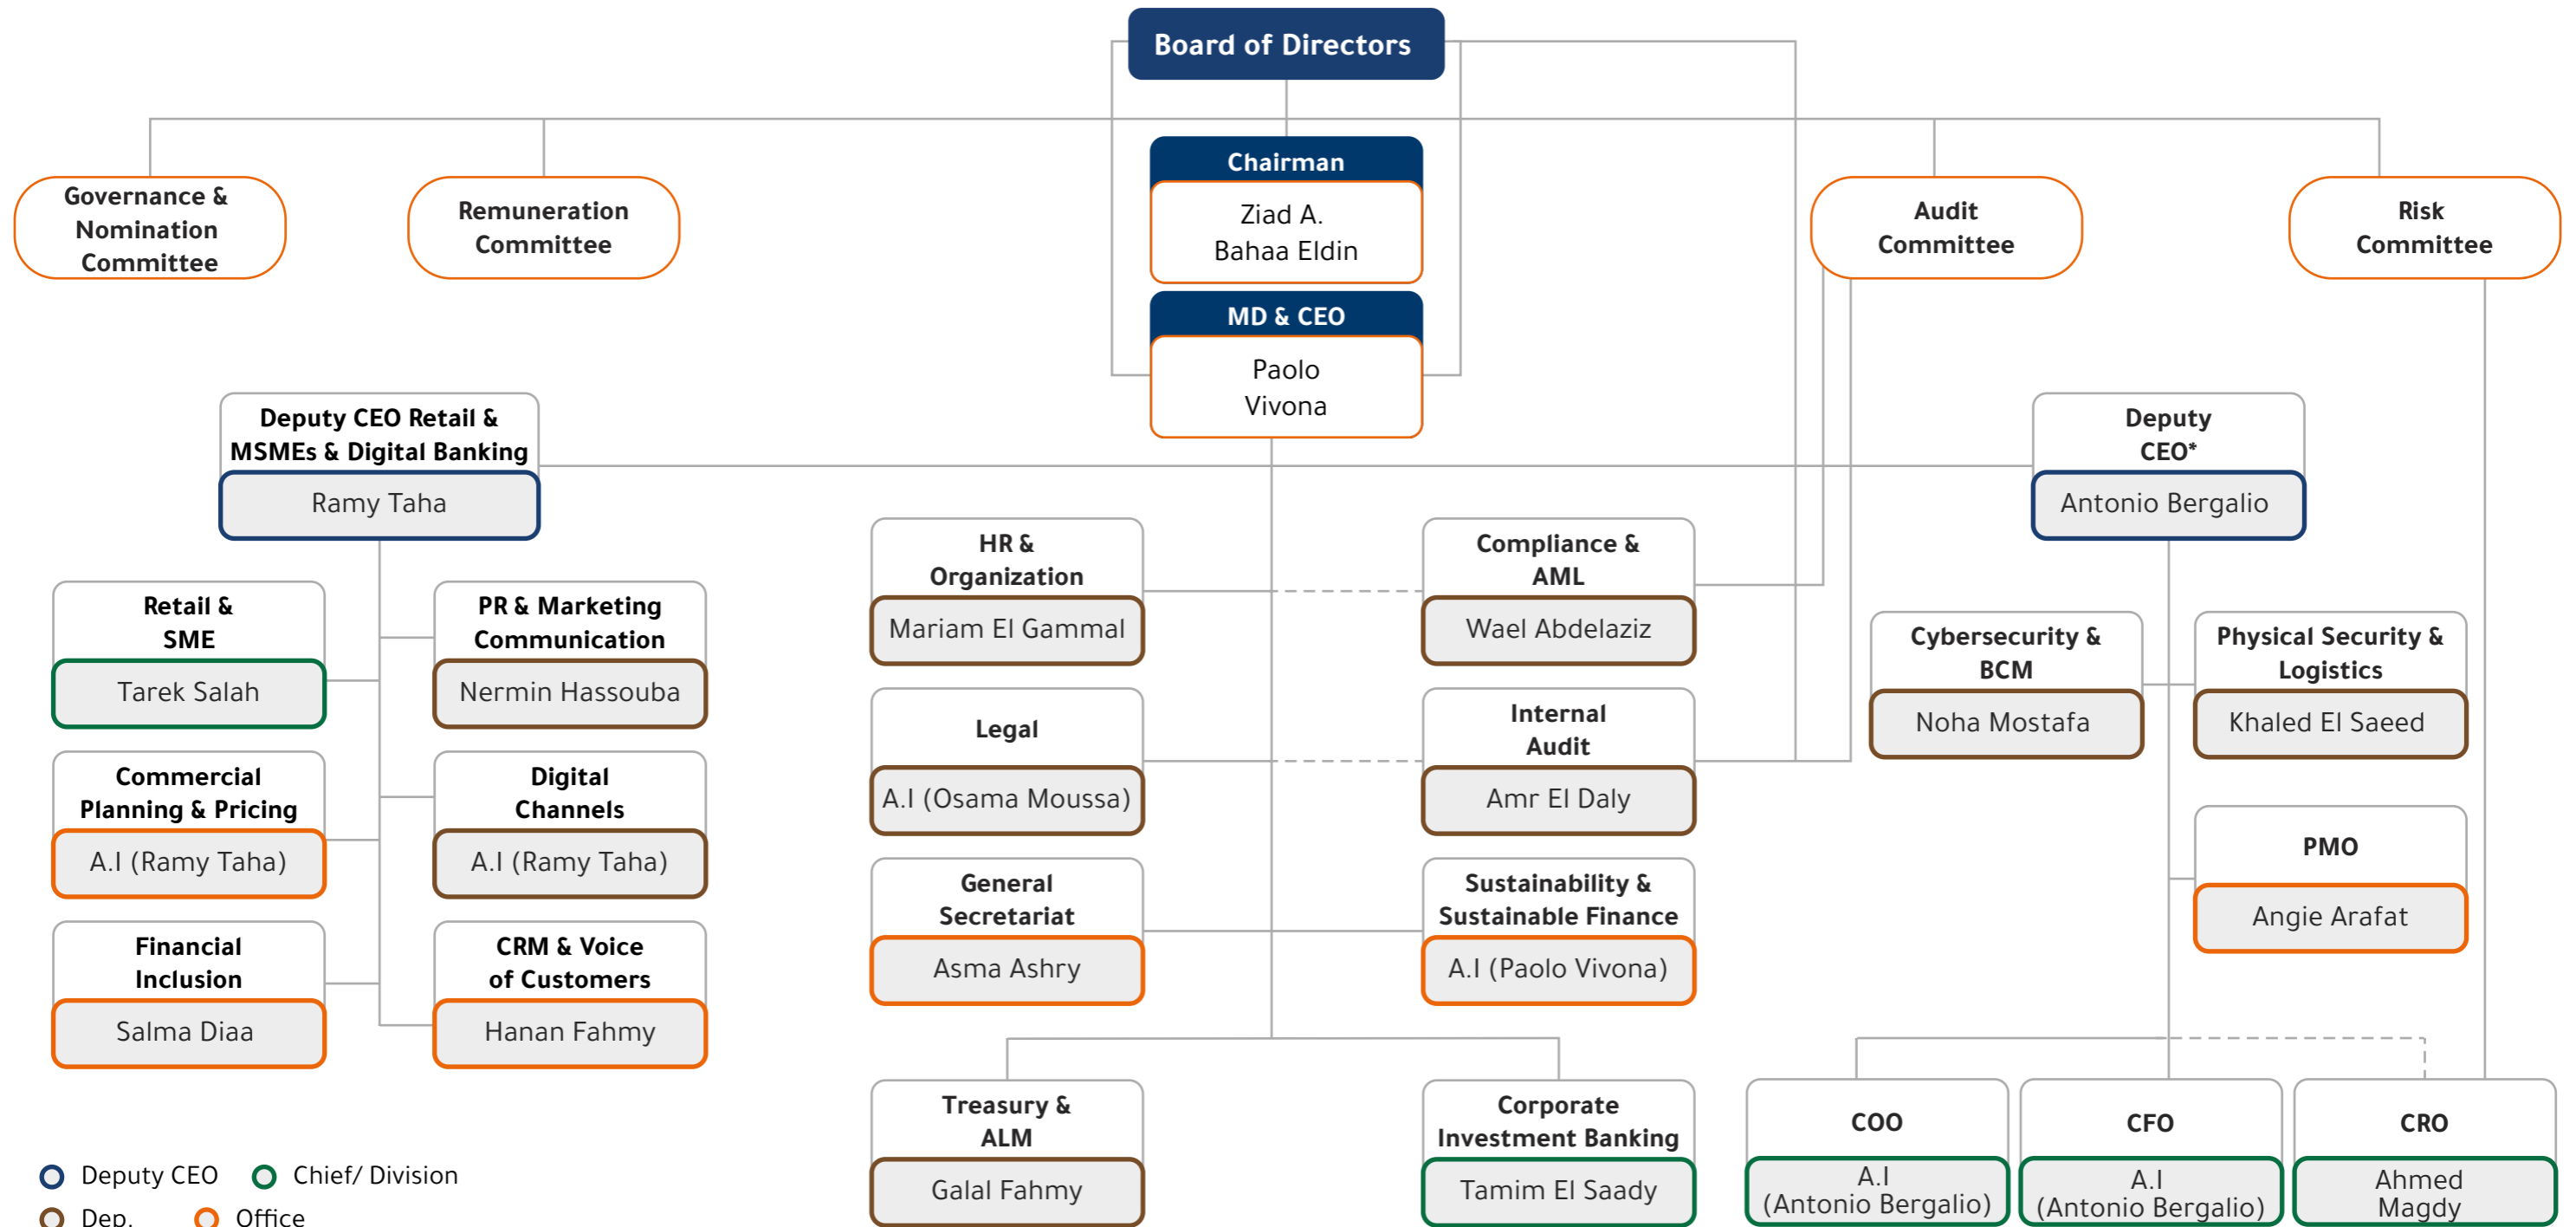 Board of Directors
Chairman
Ziad A.
Bahaa Eldin
MD & CEO
Paolo
Vivona
Governance &
Nomination
Committee
Remuneration
Committee
Audit
Committee
Risk
Committee
Deputy CEO Retail &
MSMEs & Digital Banking
Ramy Taha
Retail &
SME
Tarek Salah
PR & Marketing
Communication
Nermin Hassouba
Commercial
Planning & Pricing
A.I (Ramy Taha)
Digital
Channels
A.I (Ramy Taha)
Financial
Inclusion
Salma Diaa
CRM & Voice
of Customers
Hanan Fahmy
HR &
Organization
Mariam El Gammal
Compliance &
AML
Wael Abdelaziz
Legal
A.I (Osama Moussa)
Internal
Audit
Amr El Daly
General
Secretariat
Asma Ashry
Sustainability &
Sustainable Finance
A.I (Paolo Vivona)
Treasury &
ALM
Galal Fahmy
Corporate
Investment Banking
Tamim El Saady
Deputy
CEO*
Antonio Bergalio
Cybersecurity &
BCM
Noha Mostafa
Physical Security &
Logistics
Khaled El Saeed
PMO
Angie Arafat
COO
A.I
(Antonio Bergalio)
CFO
A.I
(Antonio Bergalio)
CRO
Ahmed
Magdy
Deputy CEO
Chief/ Division
Dep.
Office